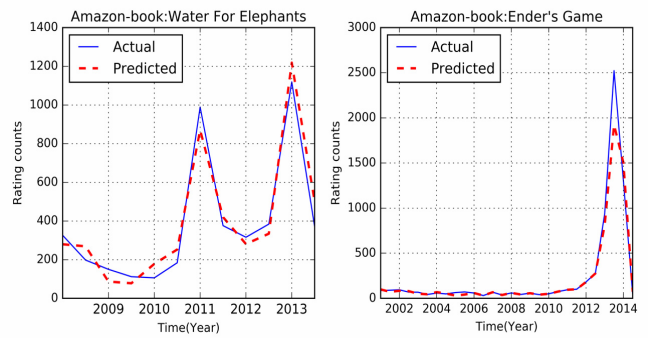 Amazon-book:Water For Elephants
Actual
Predicted
Rating counts
1400
1200
1000
800
600
400
200
0
2009 2010 2011 2012 2013
Time(Year)
Amazon-book:Ender's Game
Actual
Predicted
Rating counts
3000
2500
2000
1500
1000
500
0
2002 2004 2006 2008 2010 2012 2014
Time(Year)